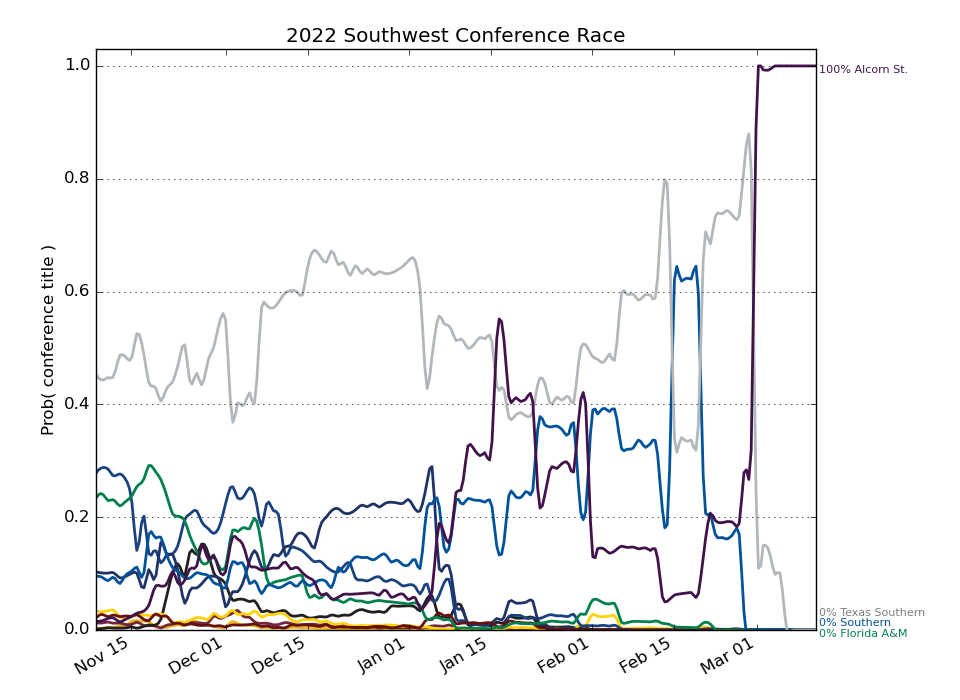 2022 Southwest Conference Race
Prob( conference title )
1.0
0.8
0.6
0.4
0.2
0.0
100% Alcorn St.
0% Texas Southern
0% Southern
0% Florida A&M
Nov 15
Dec 01
Dec 15
Jan 01
Jan 15
Feb 01
Feb 15
Mar 01